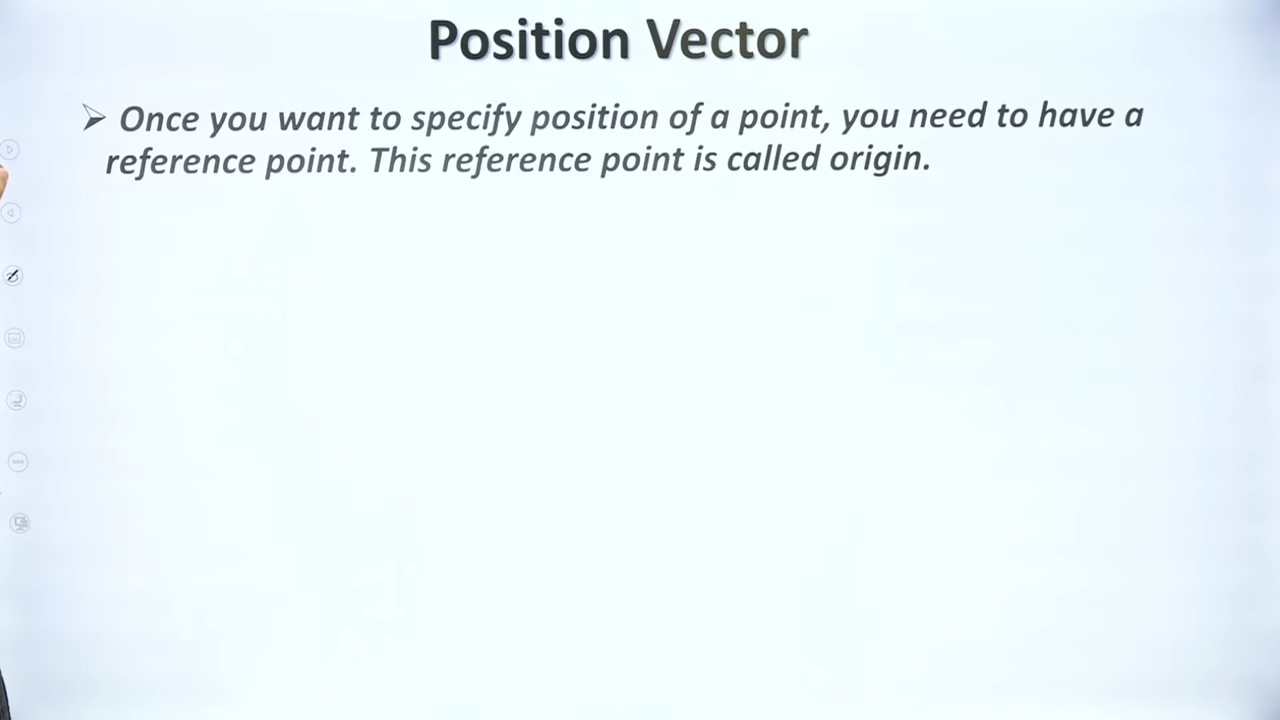 Position Vector
➢ Once you want to specify position of a point, you need to have a
reference point. This reference point is called origin.